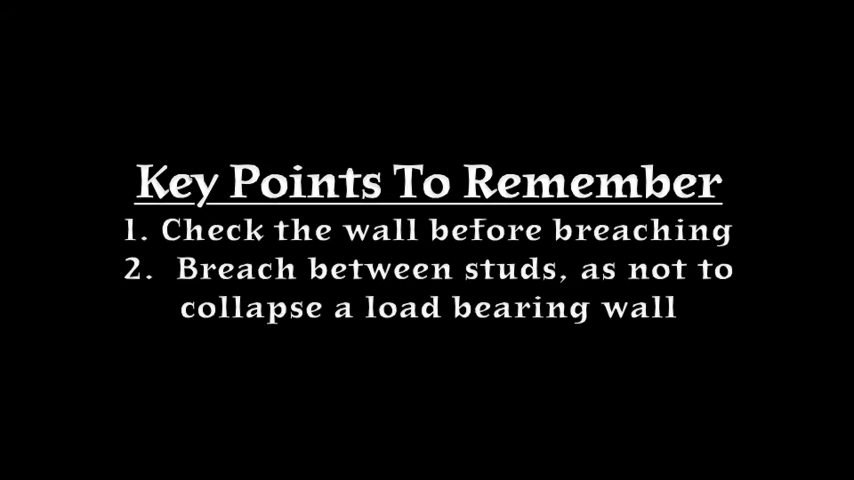 Key Points To Remember
1. Check the wall before breaching
2. Breach between studs, as not to
collapse a load bearing wall